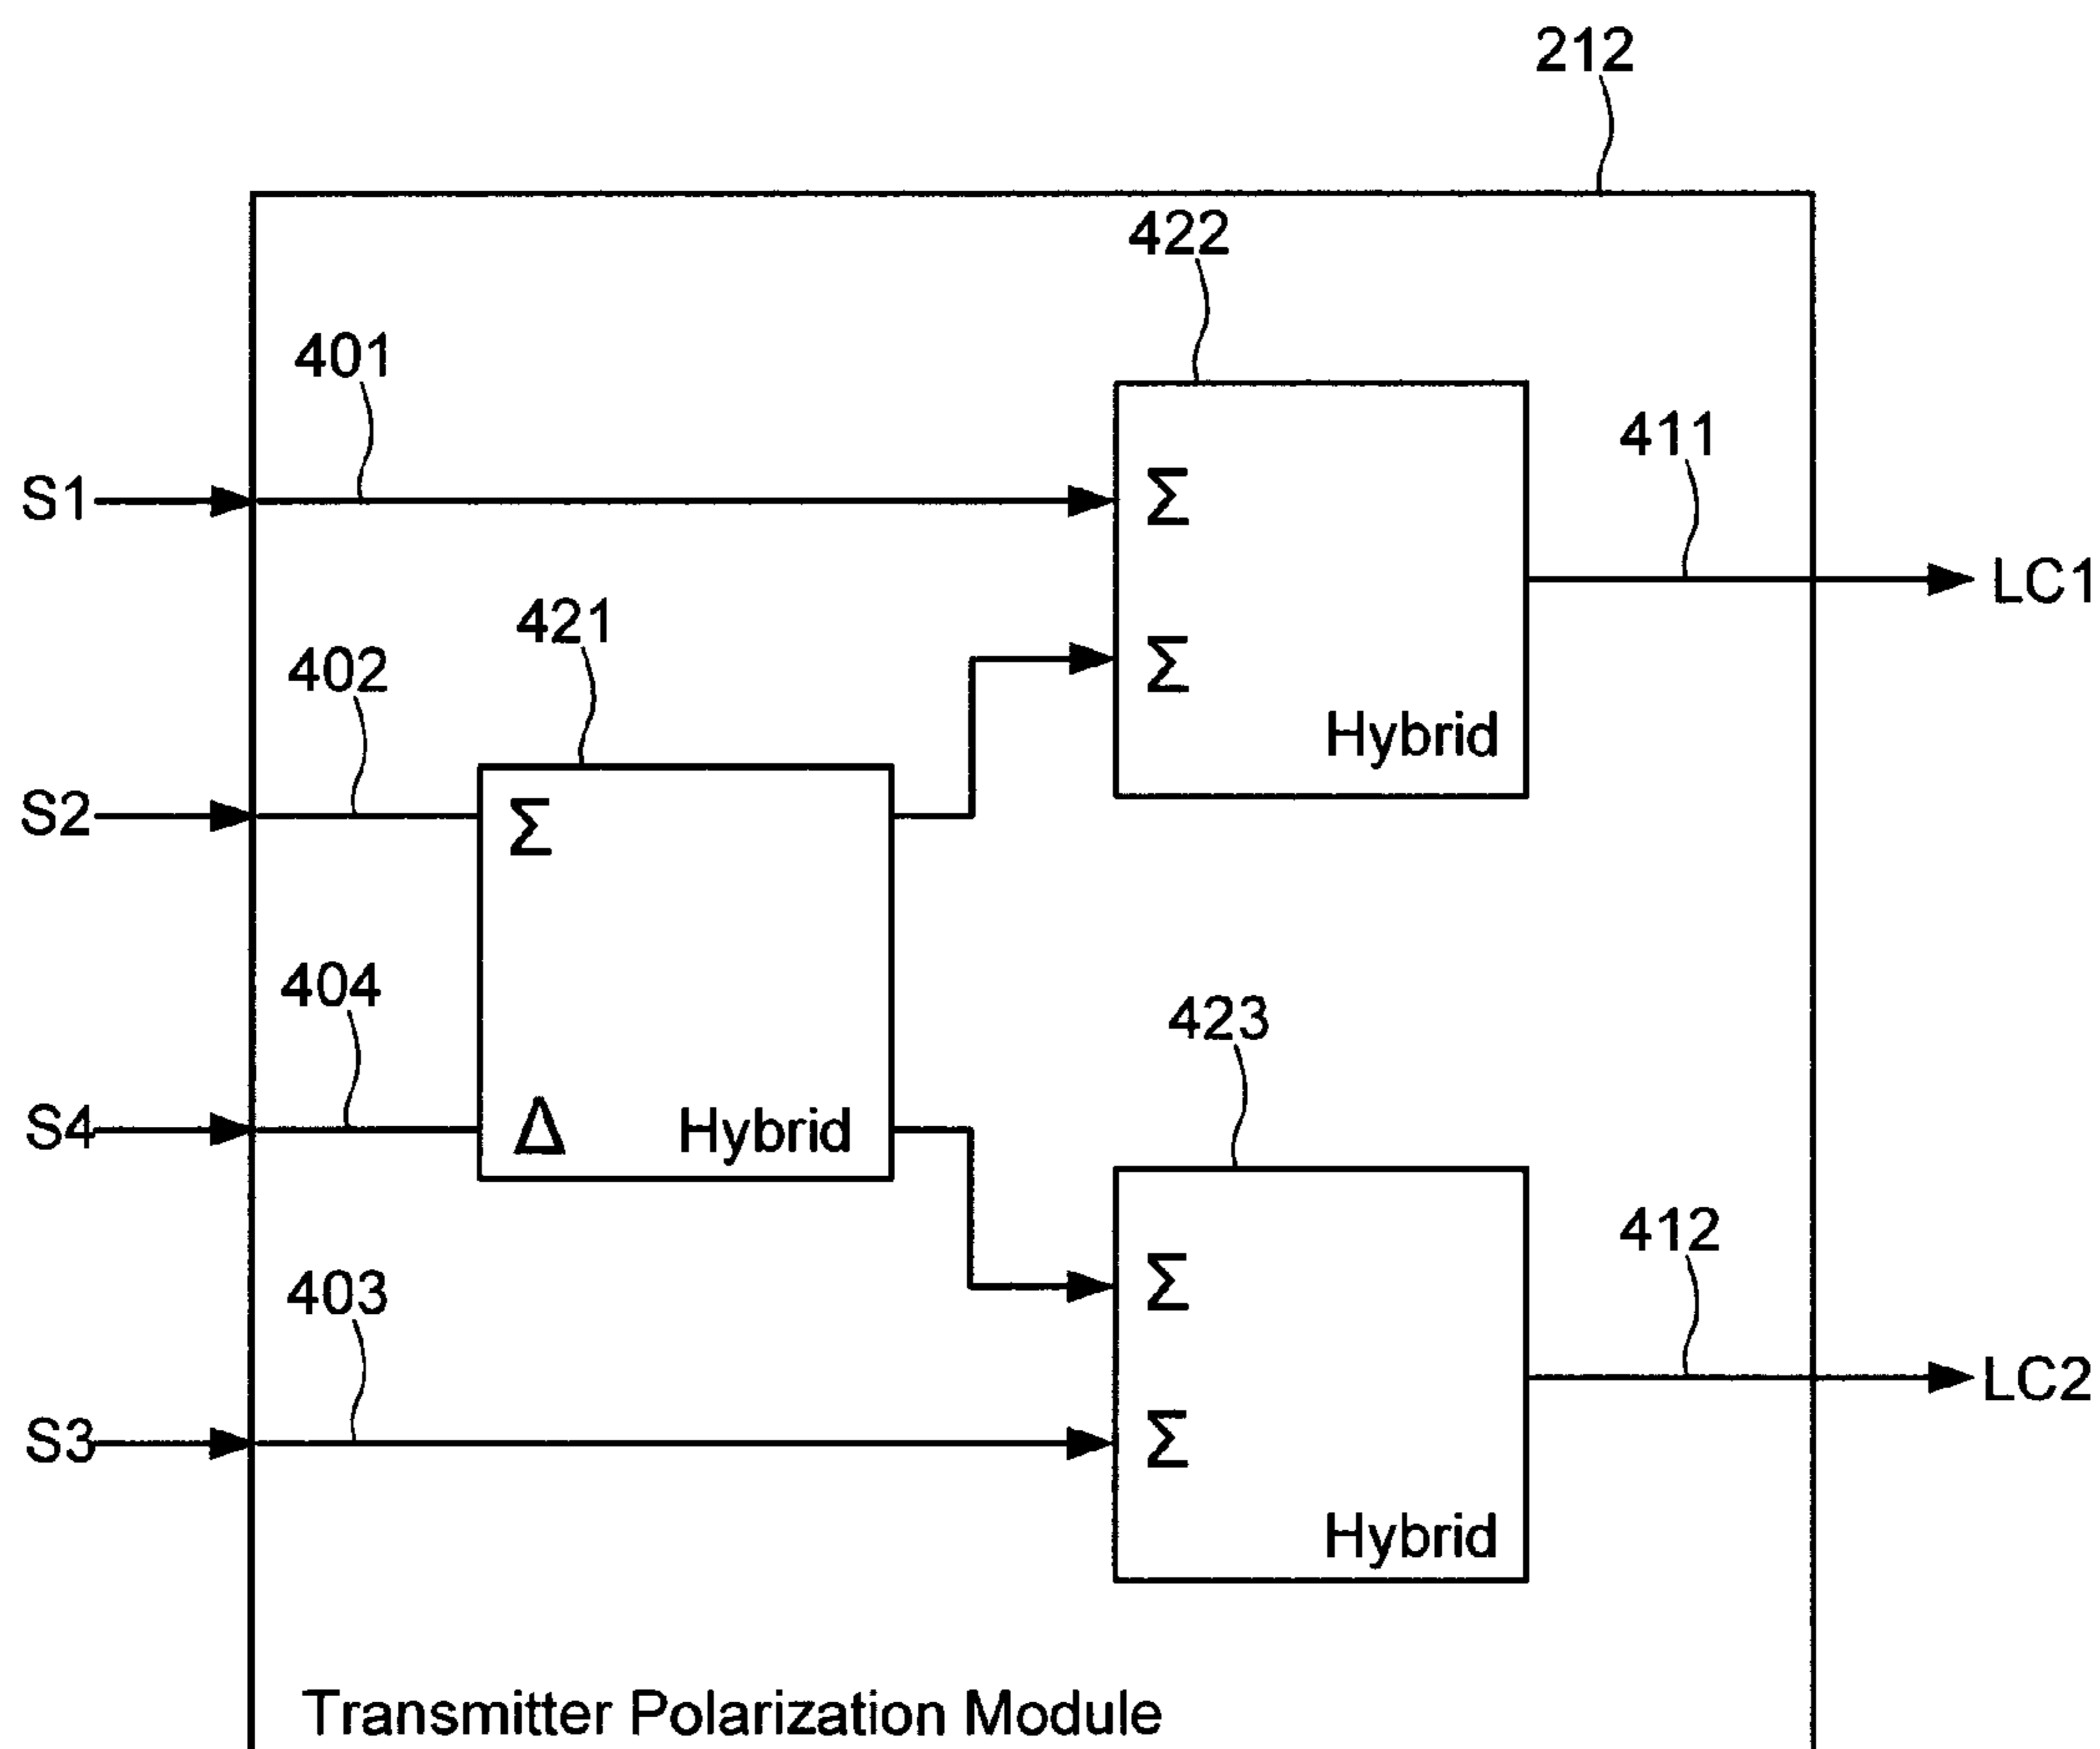 212
422
401
Σ
411
S1
LC1
421
402
Σ
Hybrid
S2
Σ
404
423
S4
Δ
Hybrid
412
403
Σ
LC2
S3
Σ
Hybrid
Transmitter Polarization Module